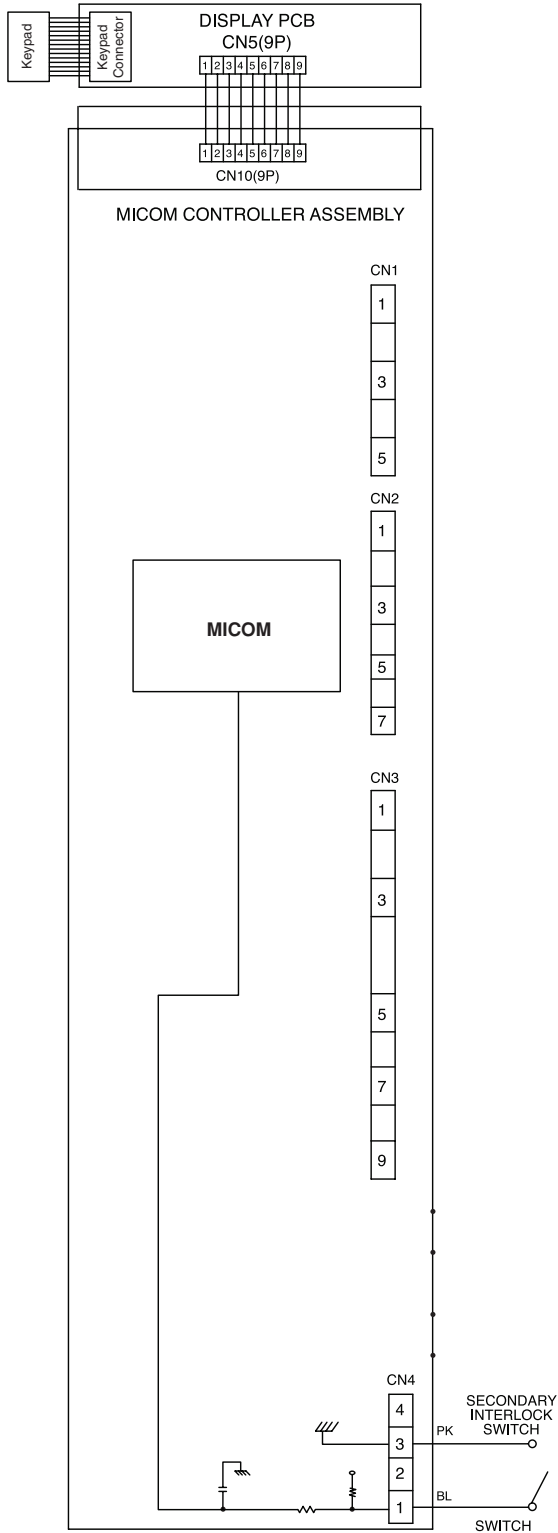 Keypad
Keypad
Connector
DISPLAY PCB
CN5(9P)
1 2 3 4 5 6 7 8 9
1 2 3 4 5 6 7 8 9
CN10(9P)
MICOM CONTROLLER ASSEMBLY
CN1
1
3
5
CN2
1
3
5
7
MICOM
CN3
1
3
5
7
9
CN4
4
3
2
1
PK
SECONDARY
INTERLOCK
SWITCH
BL
SWITCH